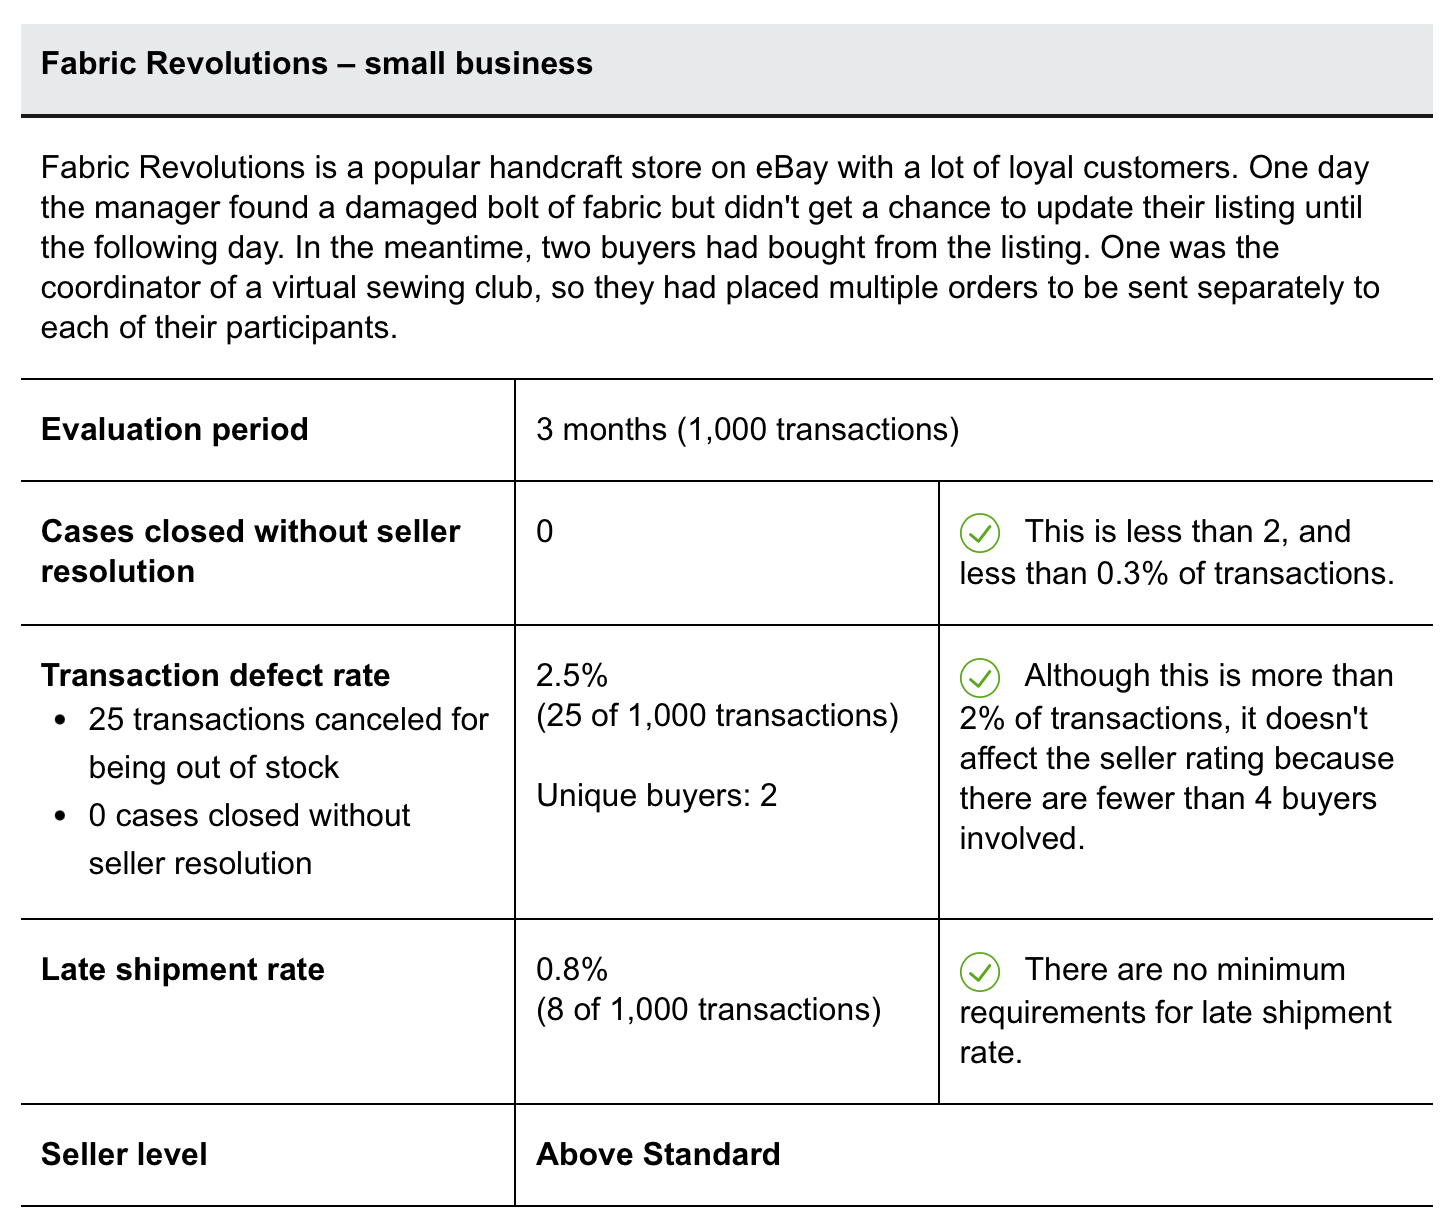 Fabric Revolutions – small business
Fabric Revolutions is a popular handcraft store on eBay with a lot of loyal customers. One day
the manager found a damaged bolt of fabric but didn't get a chance to update their listing until
the following day. In the meantime, two buyers had bought from the listing. One was the
coordinator of a virtual sewing club, so they had placed multiple orders to be sent separately to
each of their participants.
Evaluation period
3 months (1,000 transactions)
Cases closed without seller
resolution
0
This is less than 2, and
less than 0.3% of transactions.
Transaction defect rate
• 25 transactions canceled for
being out of stock
• 0 cases closed without
seller resolution
2.5%
(25 of 1,000 transactions)
Unique buyers: 2
Although this is more than
2% of transactions, it doesn't
affect the seller rating because
there are fewer than 4 buyers
involved.
Late shipment rate
0.8%
(8 of 1,000 transactions)
There are no minimum
requirements for late shipment
rate.
Seller level
Above Standard